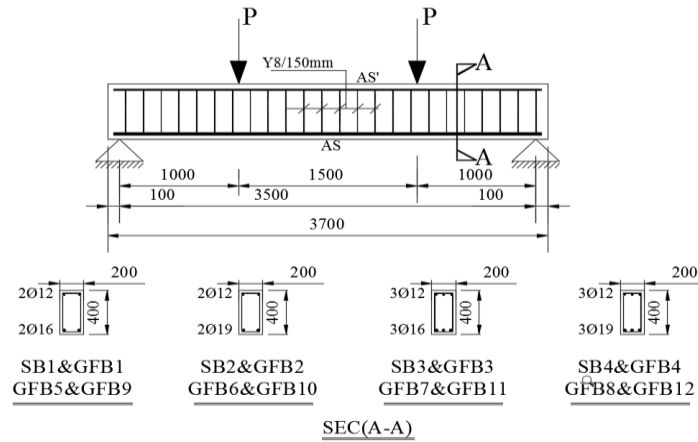 P P
Y8/150mm
AS'
A
AS
A
1000 1500 1000
100 3500 100
3700
200 200 200 200
2Ø12 2Ø12 3Ø12 3Ø12
400 400 400 400
2Ø16 2Ø19 3Ø16 3Ø19
SB1&GFB1 SB2&GFB2 SB3&GFB3 SB4&GFB4
GFB5&GFB9 GFB6&GFB10 GFB7&GFB11 GFB8&GFB12
SEC(A-A)